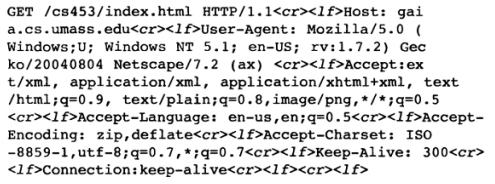 GET /cs453/index.html HTTP/1.1<cr><lf>Host: gai
a.cs.umass.edu<cr><lf>User-Agent: Mozilla/5.0 (
Windows;U; Windows NT 5.1; en-US; rv:1.7.2) Gec
ko/20040804 Netscape/7.2 (ax) <cr><lf>Accept:ex
t/xml, application/xml, application/xhtml+xml, text
/html;q=0.9, text/plain;q=0.8,image/png,*/*;q=0.5
<cr><lf>Accept-Language: en-us,en;q=0.5<cr><lf>Accept-
Encoding: zip,deflate<cr><lf>Accept-Charset: ISO
-8859-1,utf-8;q=0.7,*;q=0.7<cr><lf>Keep-Alive: 300<cr>
<lf>Connection:keep-alive<cr><lf><cr><lf>